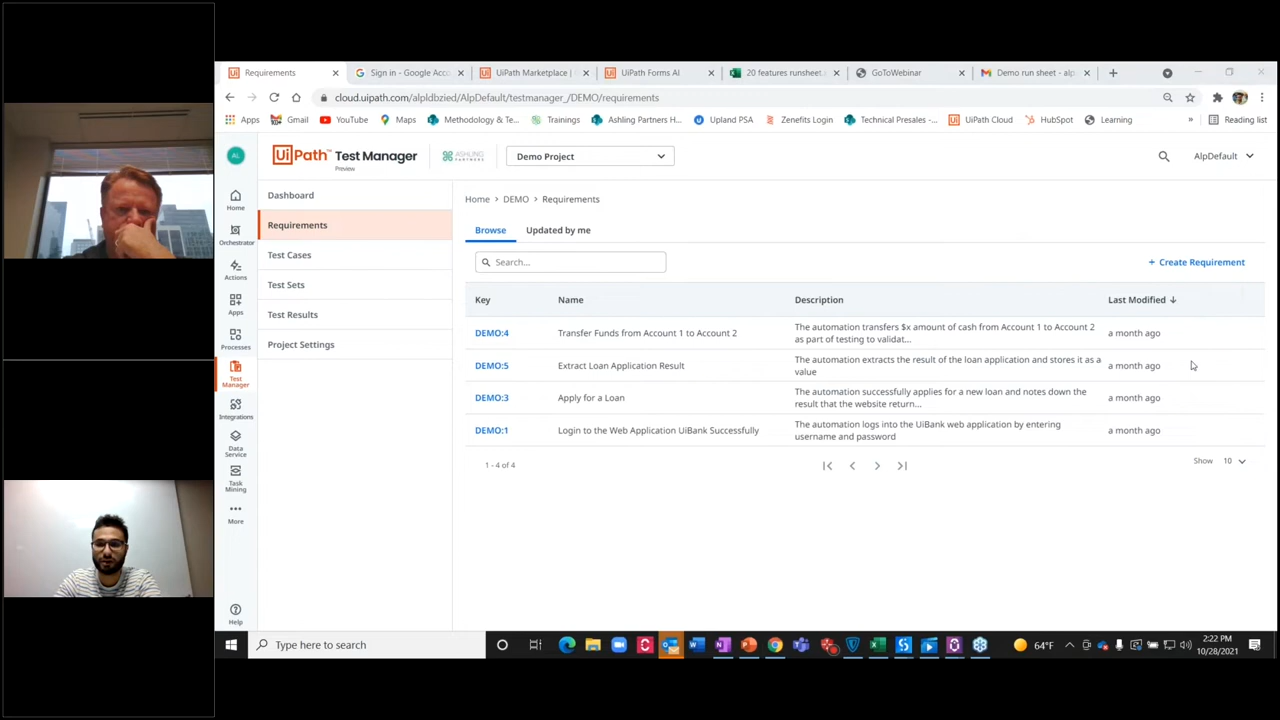 Requirements
Sign in - Google Acco
UiPath Marketplace |
UiPath Forms AI
20 features runsheet.
GoToWebinar
Demo run sheet - alp
cloud.uipath.com/alpldbzied/AlpDefault/testmanager_/DEMO/requirements
Apps
Gmail
YouTube
Maps
Methodology & Te...
Trainings
Ashling Partners H...
Upland PSA
Zenefits Login
Technical Presales -...
UiPath Cloud
HubSpot
Learning
»
Reading list
AL
UiPath Test Manager
Preview
ASHLING
PARTNERS
Demo Project
AlpDefault
Home
Orchestrator
Actions
Apps
Processes
Test
Manager
Integrations
Data
Service
Task
Mining
More
Help
Dashboard
Requirements
Test Cases
Test Sets
Test Results
Project Settings
Home > DEMO > Requirements
Browse
Updated by me
Search...
+ Create Requirement
Key Name Description Last Modified ↓
DEMO:4 Transfer Funds from Account 1 to Account 2 The automation transfers $x amount of cash from Account 1 to Account 2 a month ago
as part of testing to validat...
DEMO:5 Extract Loan Application Result The automation extracts the result of the loan application and stores it as a a month ago
value
DEMO:3 Apply for a Loan The automation successfully applies for a new loan and notes down the a month ago
result that the website return...
DEMO:1 Login to the Web Application UiBank Successfully The automation logs into the UiBank web application by entering a month ago
username and password
1 - 4 of 4
Show 10
Type here to search
64°F
2:22 PM
10/28/2021